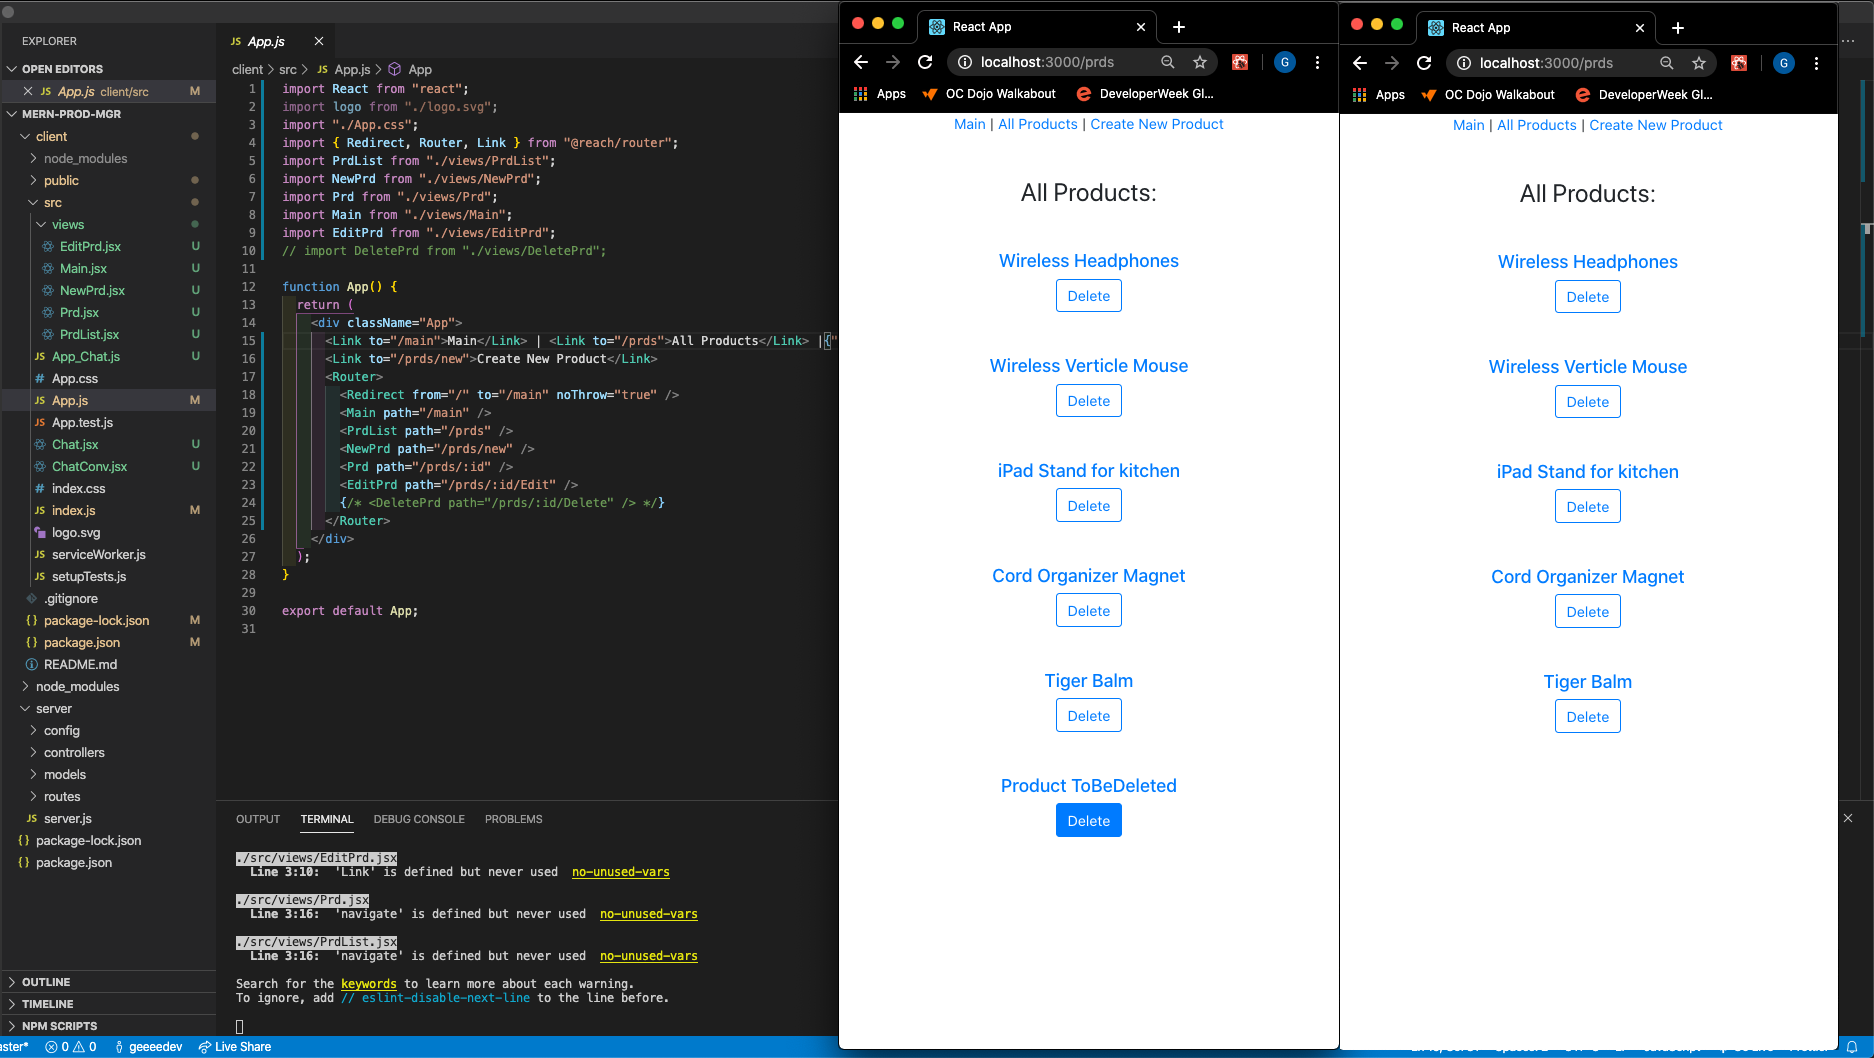 EXPLORER
OPEN EDITORS
App.js client/src M
MERN-PROD-MGR
client
node_modules
public
src
views
EditPrd.jsx U
Main.jsx U
NewPrd.jsx U
Prd.jsx U
PrdList.jsx U
App_Chat.js U
App.css
App.js M
App.test.js
Chat.jsx U
ChatConv.jsx U
index.css
index.js M
logo.svg
serviceWorker.js
setupTests.js
.gitignore
package-lock.json M
package.json M
README.md
node_modules
server
config
controllers
models
routes
server.js
package-lock.json
package.json
OUTLINE
TIMELINE
NPM SCRIPTS
JS App.js
client > src > JS App.js > App
1 import React from "react";
2 import logo from "./logo.svg";
3 import "./App.css";
4 import { Redirect, Router, Link } from "@reach/router";
5 import PrdList from "./views/PrdList";
6 import NewPrd from "./views/NewPrd";
7 import Prd from "./views/Prd";
8 import Main from "./views/Main";
9 import EditPrd from "./views/EditPrd";
10 // import DeletePrd from "./views/DeletePrd";
11
12 function App() {
13 return (
14 <div className="App">
15 <Link to="/main">Main</Link> | <Link to="/prds">All Products</Link> |{"
16 <Link to="/prds/new">Create New Product</Link>
17 <Router>
18 <Redirect from="/" to="/main" noThrow="true" />
19 <Main path="/main" />
20 <PrdList path="/prds" />
21 <NewPrd path="/prds/new" />
22 <Prd path="/prds/:id" />
23 <EditPrd path="/prds/:id/Edit" />
24 {/* <DeletePrd path="/prds/:id/Delete" /> */}
25 </Router>
26 </div>
27 );
28 }
29
30 export default App;
31
OUTPUT TERMINAL DEBUG CONSOLE PROBLEMS
./src/views/EditPrd.jsx
Line 3:10: 'Link' is defined but never used no-unused-vars
./src/views/Prd.jsx
Line 3:16: 'navigate' is defined but never used no-unused-vars
./src/views/PrdList.jsx
Line 3:16: 'navigate' is defined but never used no-unused-vars
Search for the keywords to learn more about each warning.
To ignore, add // eslint-disable-next-line to the line before.
aster* 0 0 geeeedev Live Share
React App
localhost:3000/prds G
Apps OC Dojo Walkabout DeveloperWeek Gl...
Main | All Products | Create New Product
All Products:
Wireless Headphones
Delete
Wireless Verticle Mouse
Delete
iPad Stand for kitchen
Delete
Cord Organizer Magnet
Delete
Tiger Balm
Delete
Product ToBeDeleted
Delete
React App
localhost:3000/prds G
Apps OC Dojo Walkabout DeveloperWeek Gl...
Main | All Products | Create New Product
All Products:
Wireless Headphones
Delete
Wireless Verticle Mouse
Delete
iPad Stand for kitchen
Delete
Cord Organizer Magnet
Delete
Tiger Balm
Delete